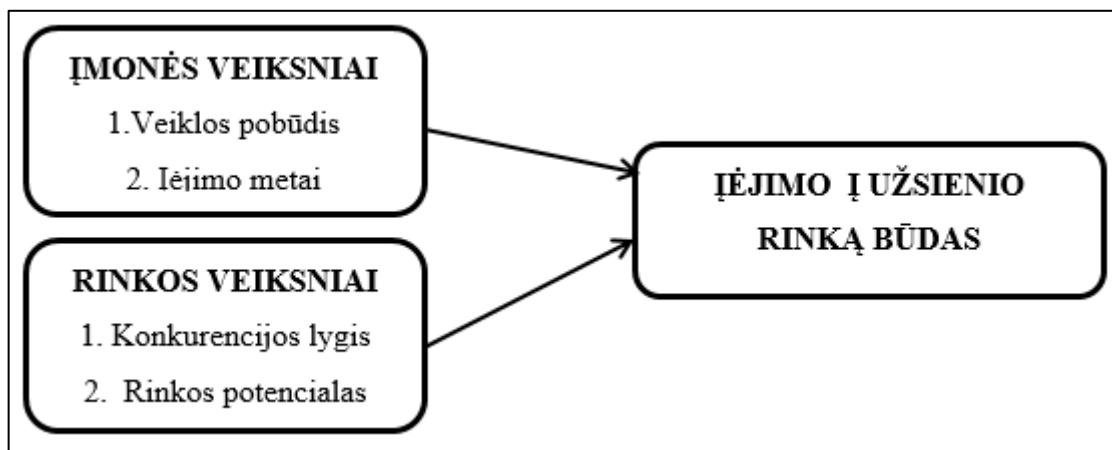 ĮMONĖS VEIKSNIAI
1.Veiklos pobūdis
2. Įėjimo metai
RINKOS VEIKSNIAI
1. Konkurencijos lygis
2. Rinkos potencialas
ĮĖJIMO Į UŽSIENIO
RINKĄ BŪDAS